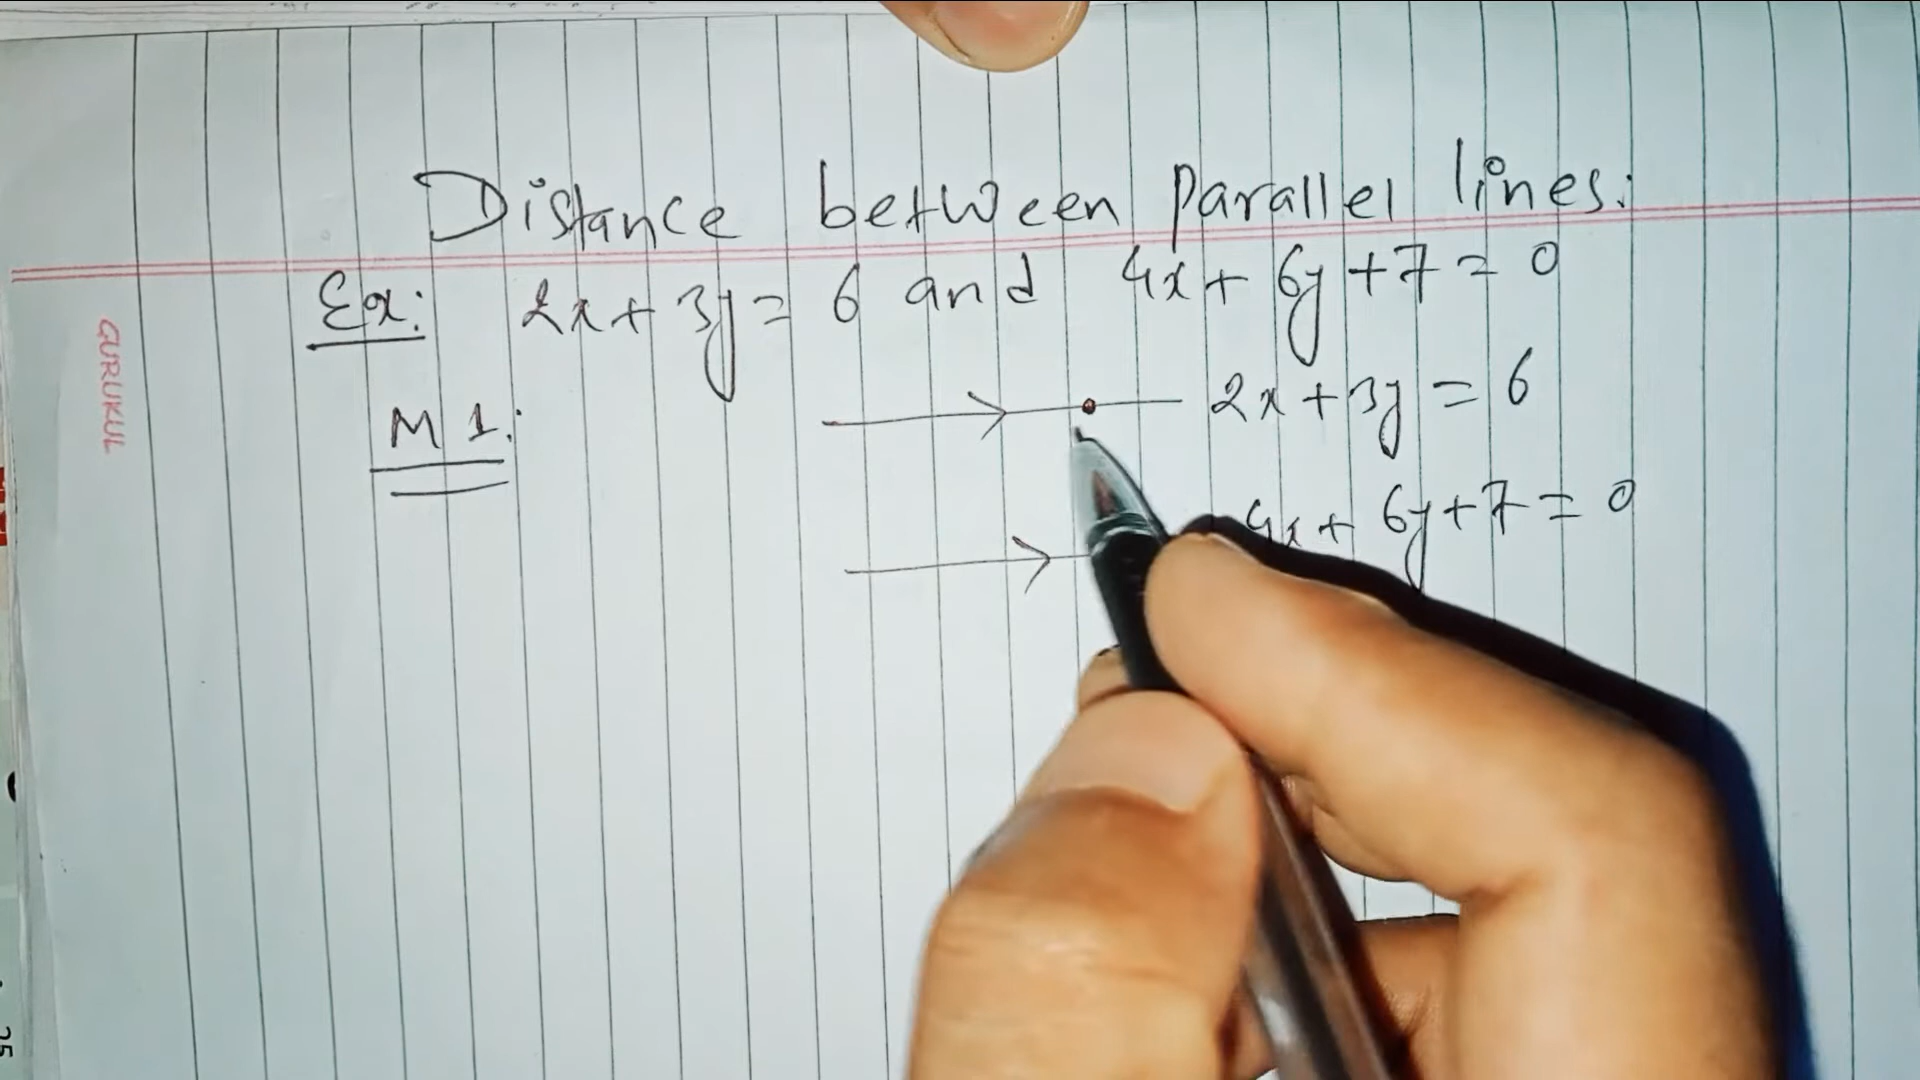 Distance between parallel lines:
Ex: 2x + 3y = 6 and 4x + 6y + 7 = 0
M 1:
2x + 3y = 6
4x + 6y + 7 = 0
GURUKUL
25